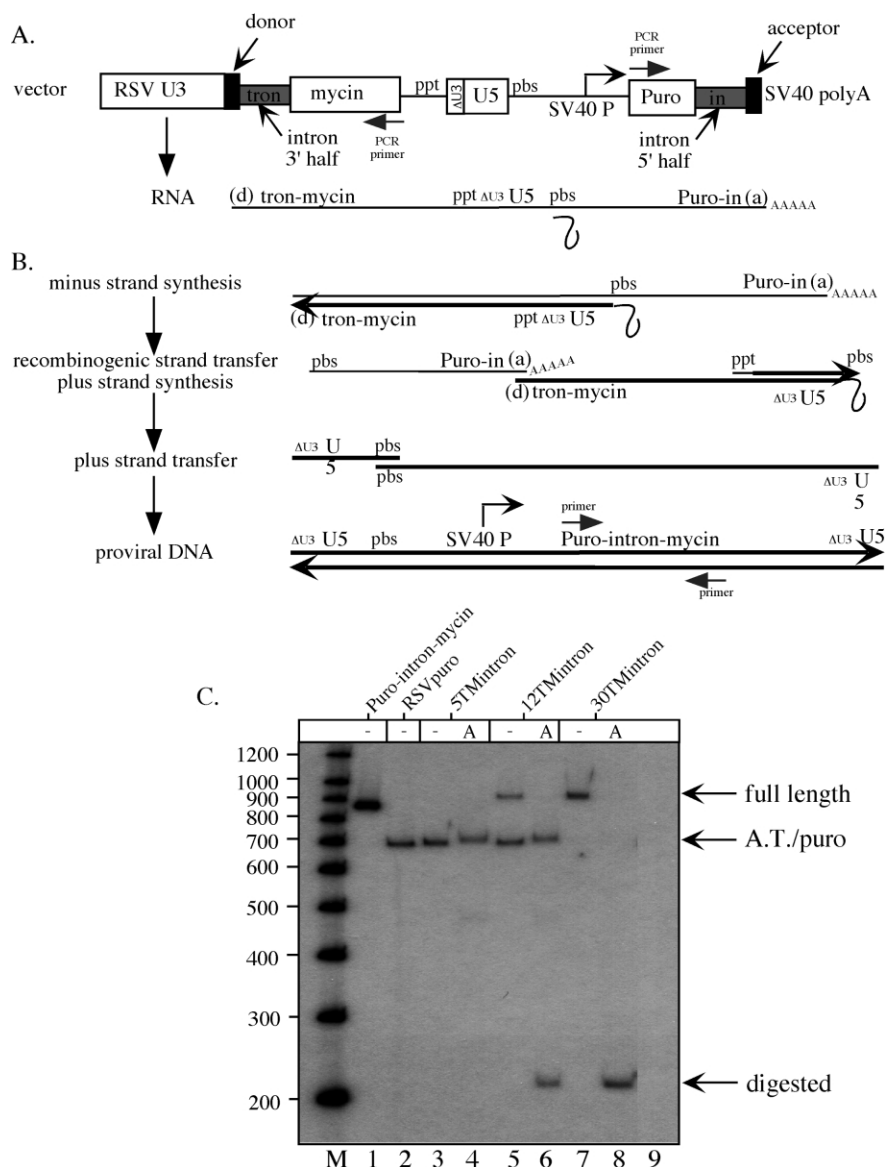 A.
donor
acceptor
PCR
primer
vector
RSV U3
tron
mycin
ppt
ΔU3
U5
pbs
SV40 P
Puro
in
SV40 polyA
intron
3' half
PCR
primer
intron
5' half
RNA
(d) tron-mycin
ppt ΔU3 U5
pbs
Puro-in (a) AAAAA
B.
minus strand synthesis
pbs
Puro-in (a) AAAAA
(d) tron-mycin
ppt ΔU3 U5
recombinogenic strand transfer
plus strand synthesis
pbs
Puro-in (a) AAAAA
ppt
pbs
(d) tron-mycin
ΔU3 U5
plus strand transfer
ΔU3 U
5
pbs
pbs
ΔU3 U
5
primer
proviral DNA
ΔU3 U5
pbs
SV40 P
Puro-intron-mycin
ΔU3 U5
primer
C.
Puro-intron-mycin
RSVpuro
5TMintron
12TMintron
30TMintron
- - - A - A - A
1200
1000
900
800
700
600
500
400
300
200
full length
A.T./puro
digested
M 1 2 3 4 5 6 7 8 9